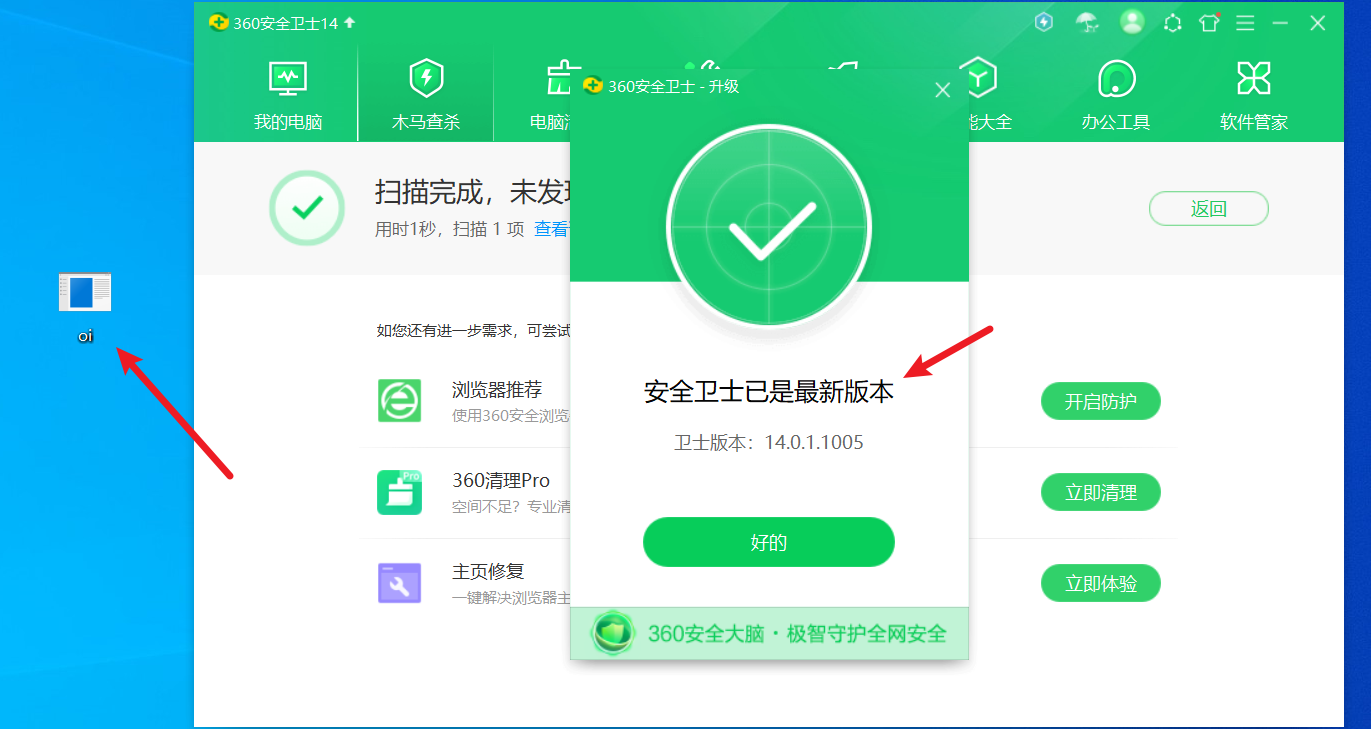 360安全卫士14
我的电脑
木马查杀
电脑
能大全
办公工具
软件管家
360安全卫士 - 升级
扫描完成，未发
用时1秒，扫描 1 项 查看
返回
如您还有进一步需求，可尝试
浏览器推荐
使用360安全浏览
开启防护
360清理Pro
空间不足？专业清
立即清理
主页修复
一键解决浏览器主
立即体验
安全卫士已是最新版本
卫士版本：14.0.1.1005
好的
360安全大脑·极智守护全网安全
oi
Pro